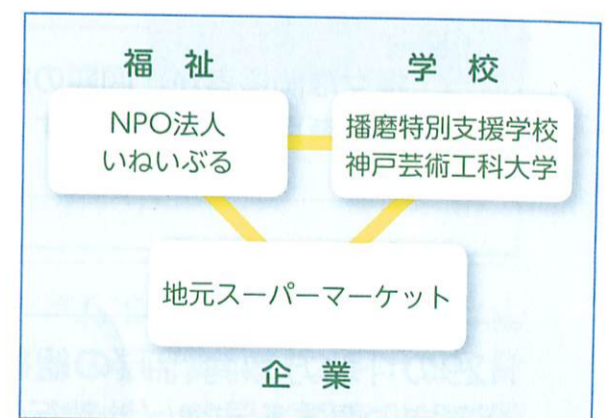 福 祉
NPO法人
いねいぶる
学 校
播磨特別支援学校
神戸芸術工科大学
地元スーパーマーケット
企 業